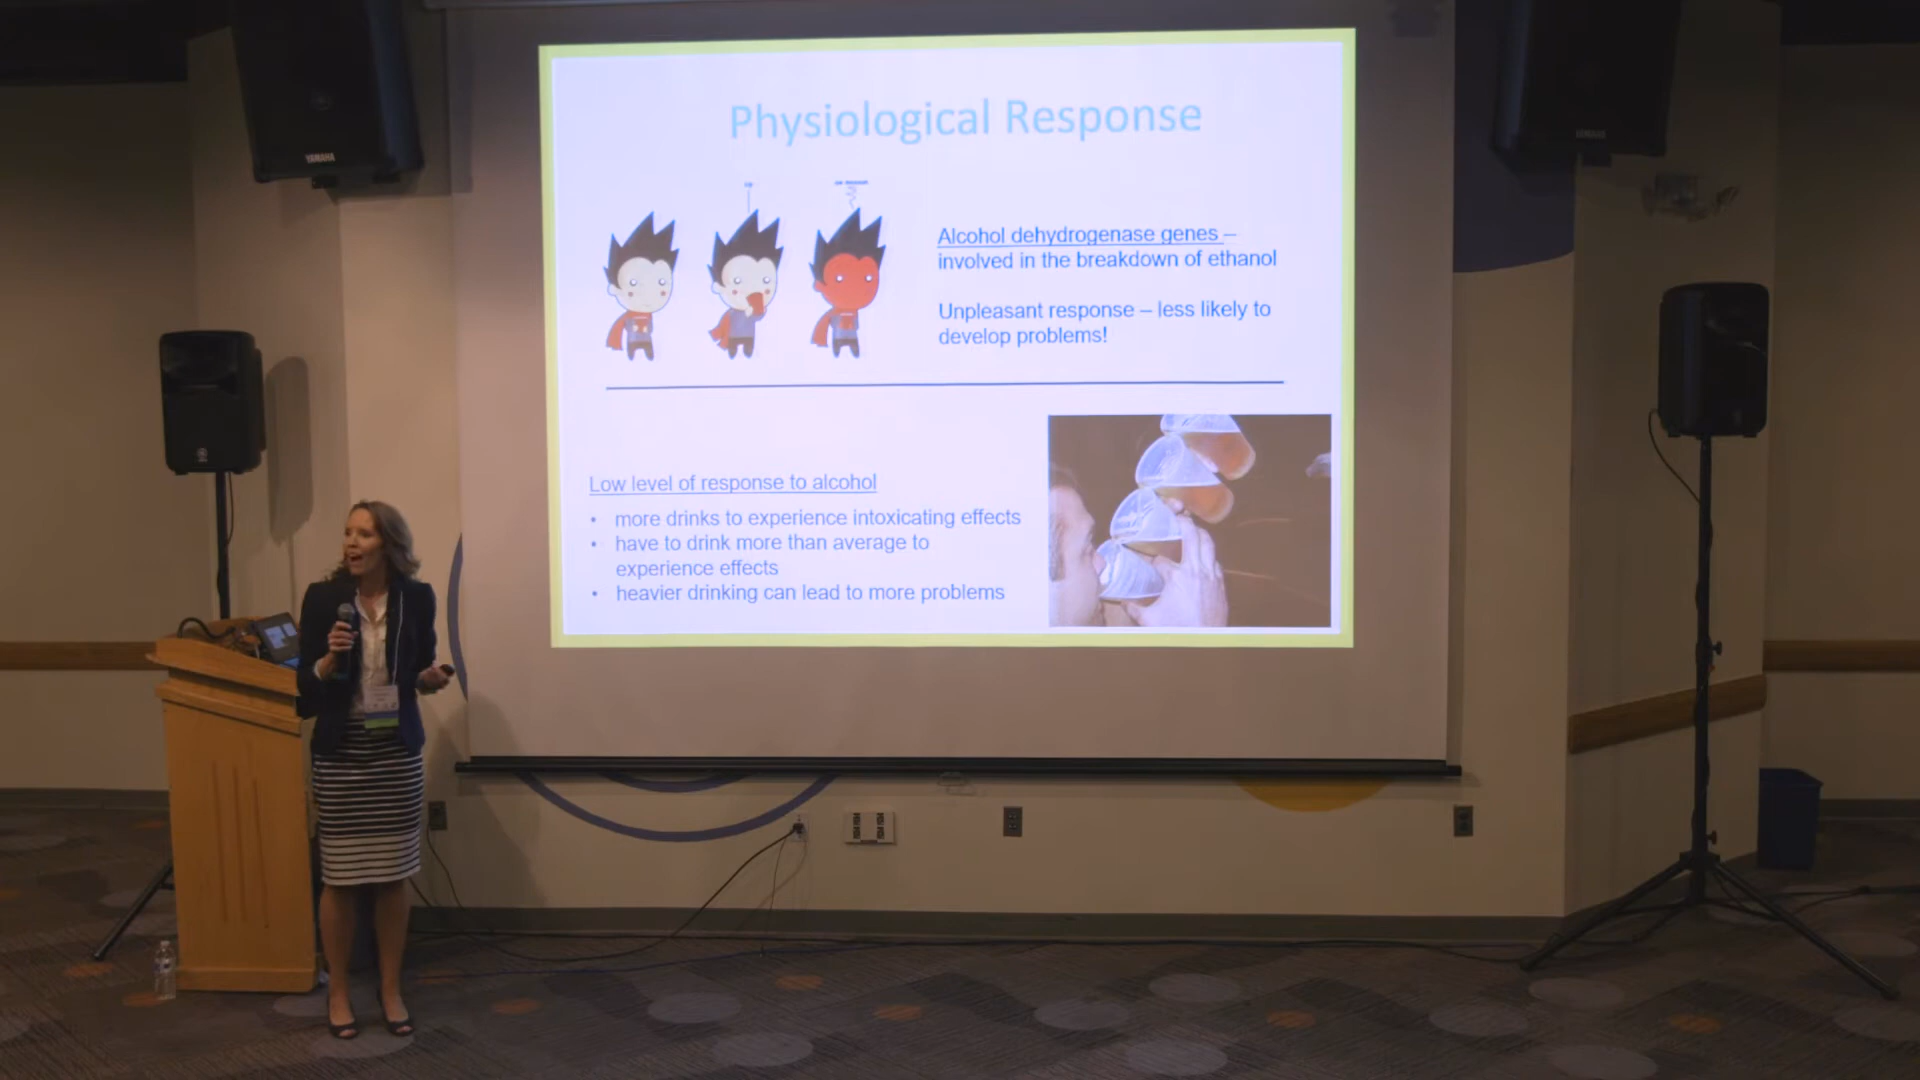 YAMAHA
YAMAHA
Physiological Response
Alcohol dehydrogenase genes –
involved in the breakdown of ethanol
Unpleasant response – less likely to
develop problems!
Low level of response to alcohol
• more drinks to experience intoxicating effects
• have to drink more than average to
experience effects
• heavier drinking can lead to more problems